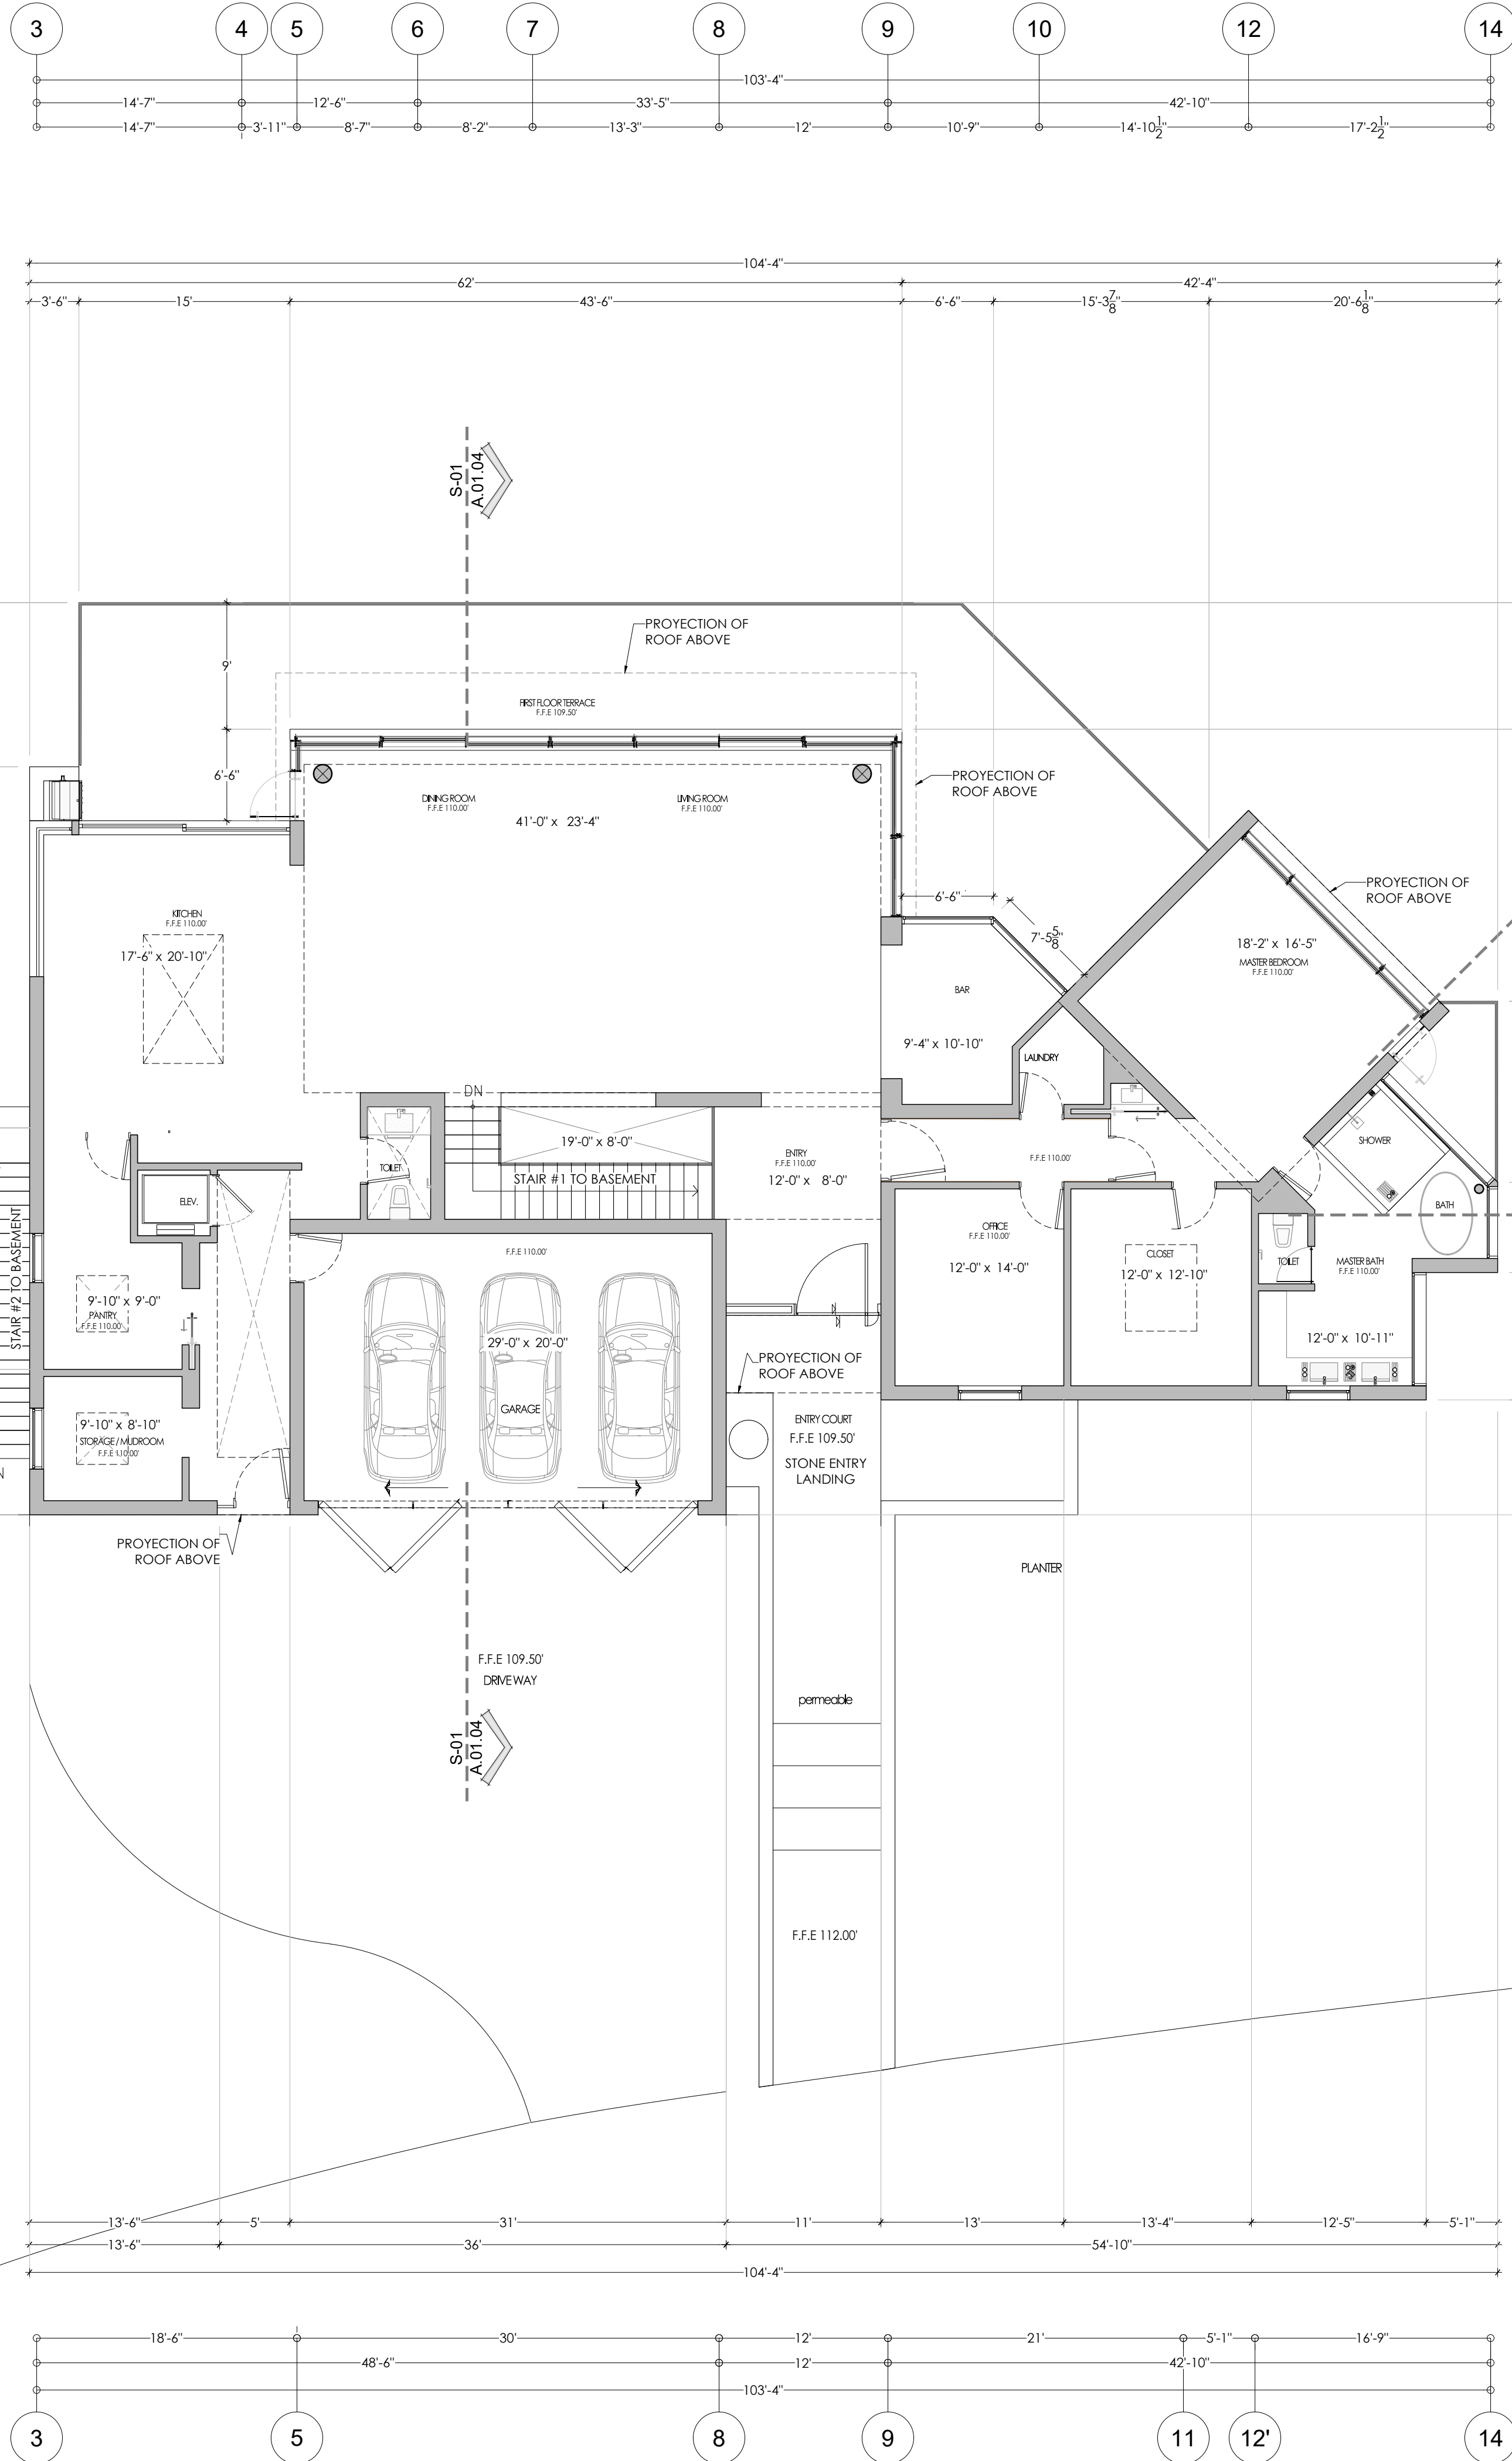 3 4 5 6 7 8 9 10 12 14
103'-4"
14'-7" 12'-6" 33'-5" 42'-10"
14'-7" 3'-11" 8'-7" 8'-2" 13'-3" 12' 10'-9" 14'-10 1/2" 17'-2 1/2"
104'-4"
62' 42'-4"
3'-6" 15' 43'-6" 6'-6" 15'-3 7/8" 20'-6 1/8"
S-01
A.01.04
PROYECTION OF
ROOF ABOVE
9'
FIRST FLOOR TERRACE
F.F.E 109.50'
6'-6"
PROYECTION OF
ROOF ABOVE
DINING ROOM
F.F.E 110.00'
LIVING ROOM
F.F.E 110.00'
41'-0" x 23'-4"
PROYECTION OF
ROOF ABOVE
6'-6"
7'-5 5/8"
KITCHEN
F.F.E 110.00'
17'-6" x 20'-10"
18'-2" x 16'-5"
MASTER BEDROOM
F.F.E 110.00'
BAR
9'-4" x 10'-10"
LAUNDRY
DN
19'-0" x 8'-0"
STAIR #1 TO BASEMENT
TOILET
ENTRY
F.F.E 110.00'
12'-0" x 8'-0"
F.F.E 110.00'
SHOWER
ELEV.
BATH
STAIR #2 TO BASEMENT
F.F.E 110.00'
OFFICE
F.F.E 110.00'
12'-0" x 14'-0"
CLOSET
12'-0" x 12'-10"
TOILET
MASTER BATH
F.F.E 110.00'
12'-0" x 10'-11"
9'-10" x 9'-0"
PANTRY
F.F.E 110.00'
29'-0" x 20'-0"
GARAGE
PROYECTION OF
ROOF ABOVE
9'-10" x 8'-10"
STORAGE / MUDROOM
F.F.E 110.00'
ENTRY COURT
F.F.E 109.50'
STONE ENTRY
LANDING
N
PROYECTION OF
ROOF ABOVE
PLANTER
F.F.E 109.50'
DRIVEWAY
permeable
S-01
A.01.04
F.F.E 112.00'
13'-6" 5' 31' 11' 13' 13'-4" 12'-5" 5'-1"
13'-6" 36' 54'-10"
104'-4"
18'-6" 30' 12' 21' 5'-1" 16'-9"
48'-6" 12' 42'-10"
103'-4"
3 5 8 9 11 12' 14